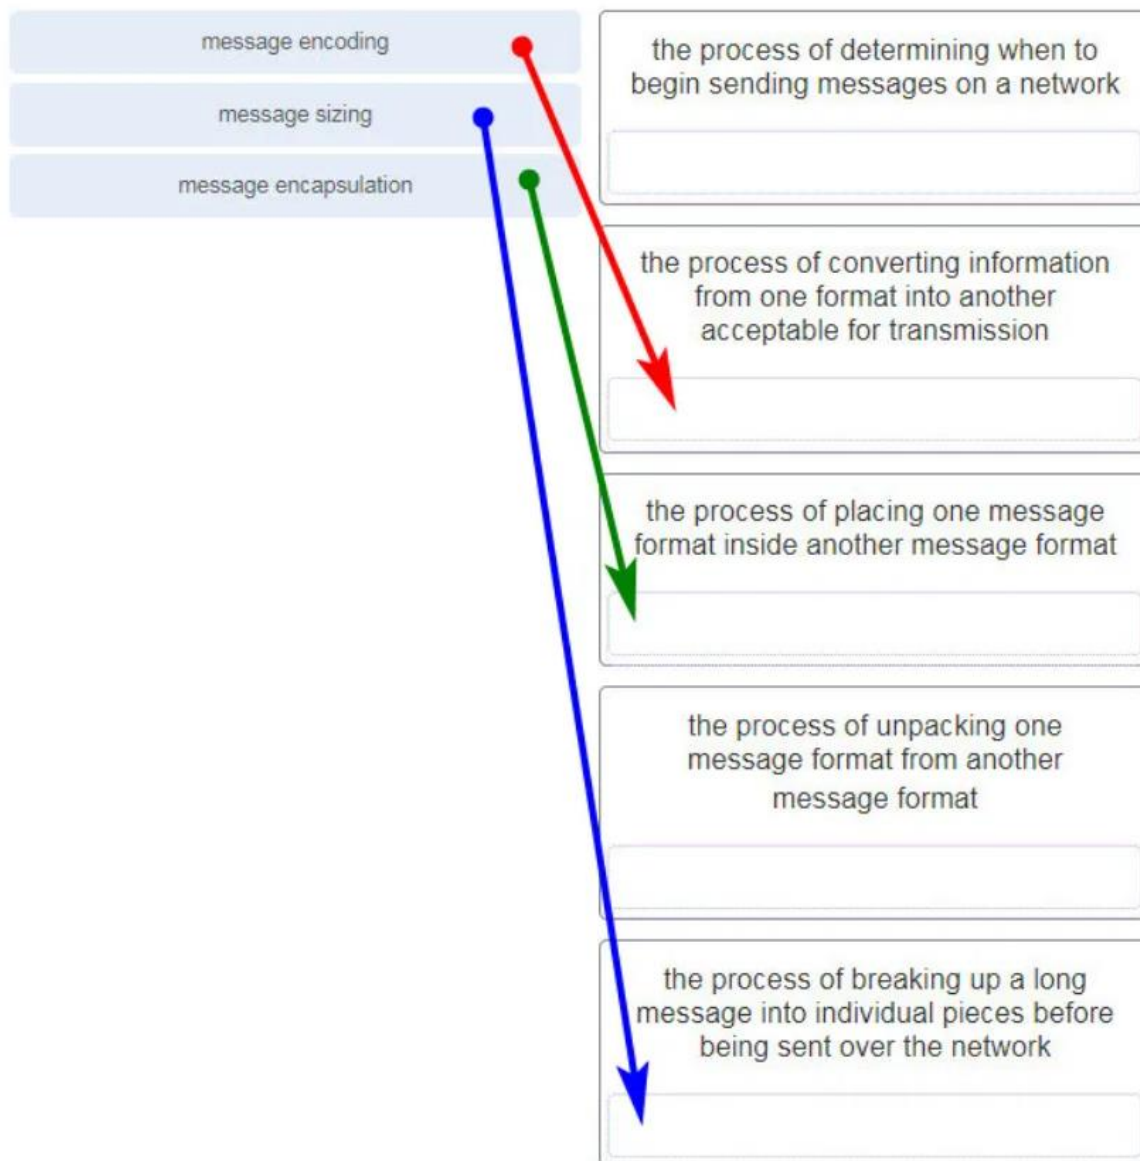 message encoding
message sizing
message encapsulation
the process of determining when to
begin sending messages on a network
the process of converting information
from one format into another
acceptable for transmission
the process of placing one message
format inside another message format
the process of unpacking one
message format from another
message format
the process of breaking up a long
message into individual pieces before
being sent over the network